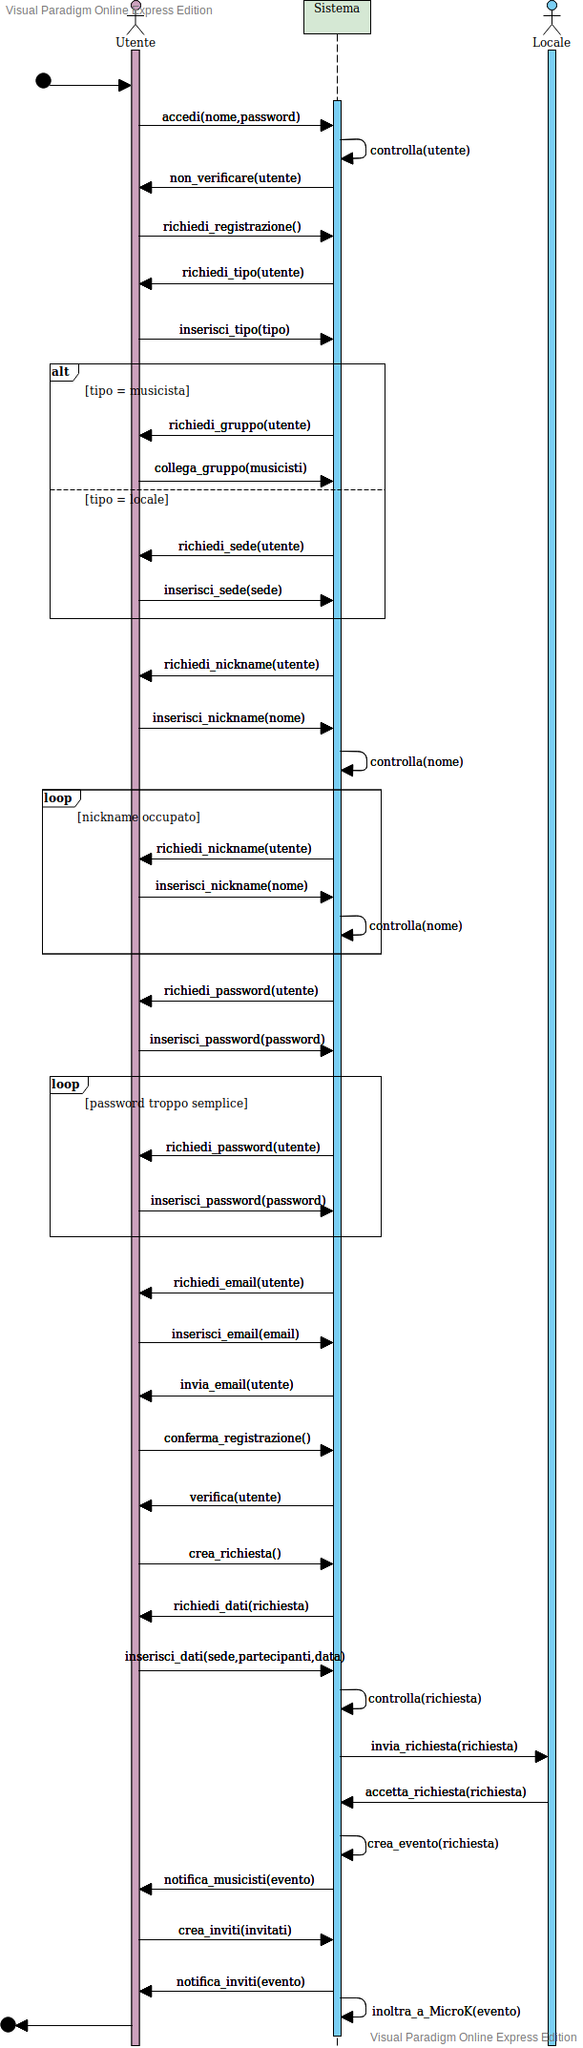 Visual Paradigm Online Express Edition
Sistema
Utente
Locale
accedi(nome,password)
controlla(utente)
non_verificare(utente)
richiedi_registrazione()
richiedi_tipo(utente)
inserisci_tipo(tipo)
alt
[tipo = musicista]
richiedi_gruppo(utente)
collega_gruppo(musicisti)
[tipo = locale]
richiedi_sede(utente)
inserisci_sede(sede)
richiedi_nickname(utente)
inserisci_nickname(nome)
controlla(nome)
loop
[nickname occupato]
richiedi_nickname(utente)
inserisci_nickname(nome)
controlla(nome)
richiedi_password(utente)
inserisci_password(password)
loop
[password troppo semplice]
richiedi_password(utente)
inserisci_password(password)
richiedi_email(utente)
inserisci_email(email)
invia_email(utente)
conferma_registrazione()
verifica(utente)
crea_richiesta()
richiedi_dati(richiesta)
inserisci_dati(sede,partecipanti,data)
controlla(richiesta)
invia_richiesta(richiesta)
accetta_richiesta(richiesta)
crea_evento(richiesta)
notifica_musicisti(evento)
crea_inviti(invitati)
notifica_inviti(evento)
inoltra_a_MicroK(evento)
Visual Paradigm Online Express Edition